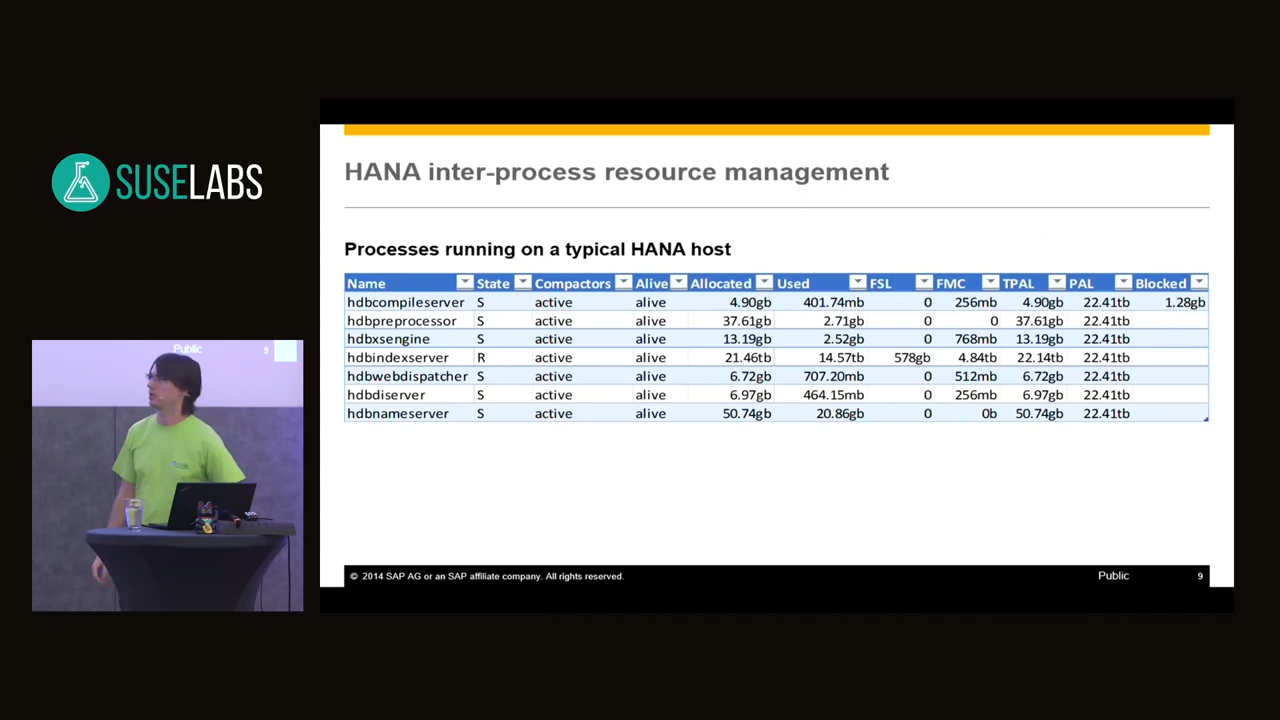 SUSELABS
HANA inter-process resource management
Processes running on a typical HANA host
Name State Compactors Alive Allocated Used FSL FMC TPAL PAL Blocked
hdbcompileserver S active alive 4.90gb 401.74mb 0 256mb 4.90gb 22.41tb 1.28gb
hdbpreprocessor S active alive 37.61gb 2.71gb 0 0 37.61gb 22.41tb
hdbxsengine S active alive 13.19gb 2.52gb 0 768mb 13.19gb 22.41tb
hdbindexserver R active alive 21.46tb 14.57tb 578gb 4.84tb 22.14tb 22.41tb
hdbwebdispatcher S active alive 6.72gb 707.20mb 0 512mb 6.72gb 22.41tb
hdbdiserver S active alive 6.97gb 464.15mb 0 256mb 6.97gb 22.41tb
hdbnameserver S active alive 50.74gb 20.86gb 0 0b 50.74gb 22.41tb
Public 9
© 2014 SAP AG or an SAP affiliate company. All rights reserved. Public 9